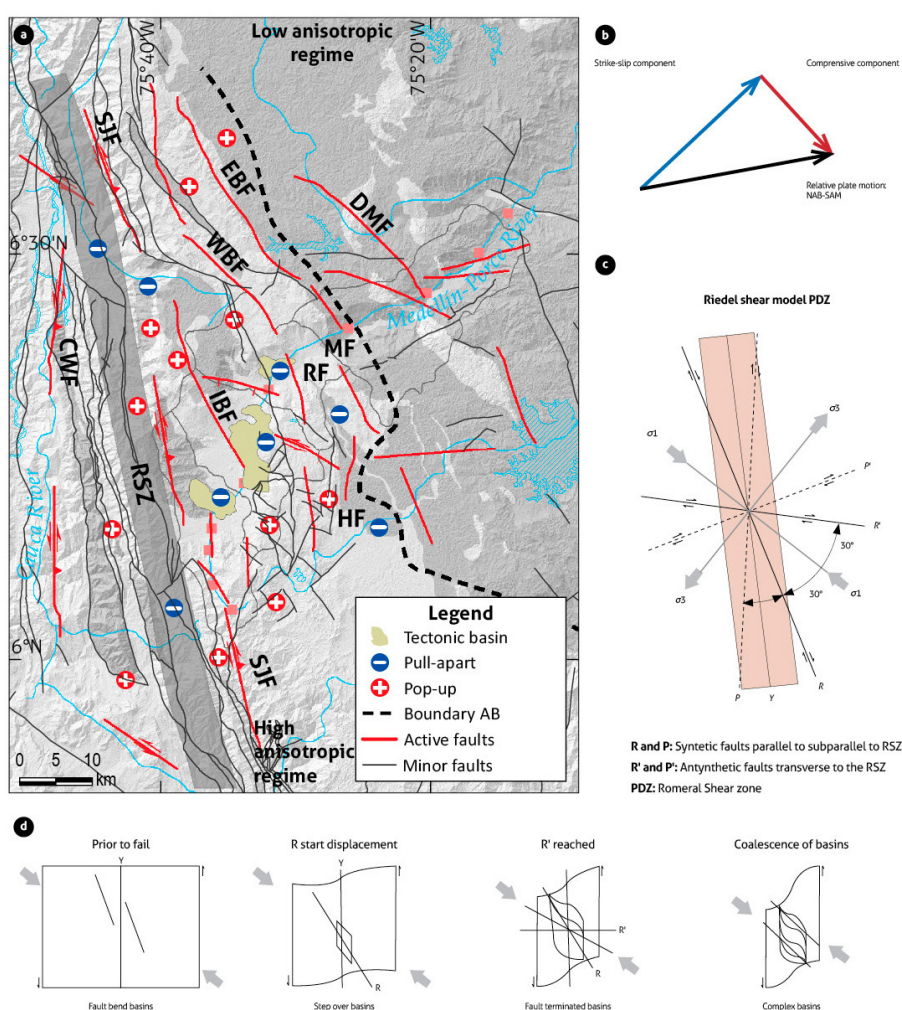 a
Low anisotropic
regime
75°40'W
75°20'W
SJF
EBF
DMF
6°30'N
WBF
Medellín-Porce River
MF
CWF
RF
IBF
RSZ
Cauca River
HF
6°N
SJF
High
anisotropic
regime
0 5 10
km
Legend
Tectonic basin
Pull-apart
Pop-up
Boundary AB
Active faults
Minor faults
b
Strike-slip component
Comprensive component
Relative plate motion:
NAB-SAM
c
Riedel shear model PDZ
σ3
σ1
P'
R'
30°
σ3
30°
σ1
P
Y
R
R and P: Syntetic faults parallel to subparallel to RSZ
R' and P': Antynthetic faults transverse to the RSZ
PDZ: Romeral Shear zone
d
Prior to fail
R start displacement
R' reached
Coalescence of basins
Y
Y
R'
R
R
Fault bend basins
Step over basins
Fault terminated basins
Complex basins